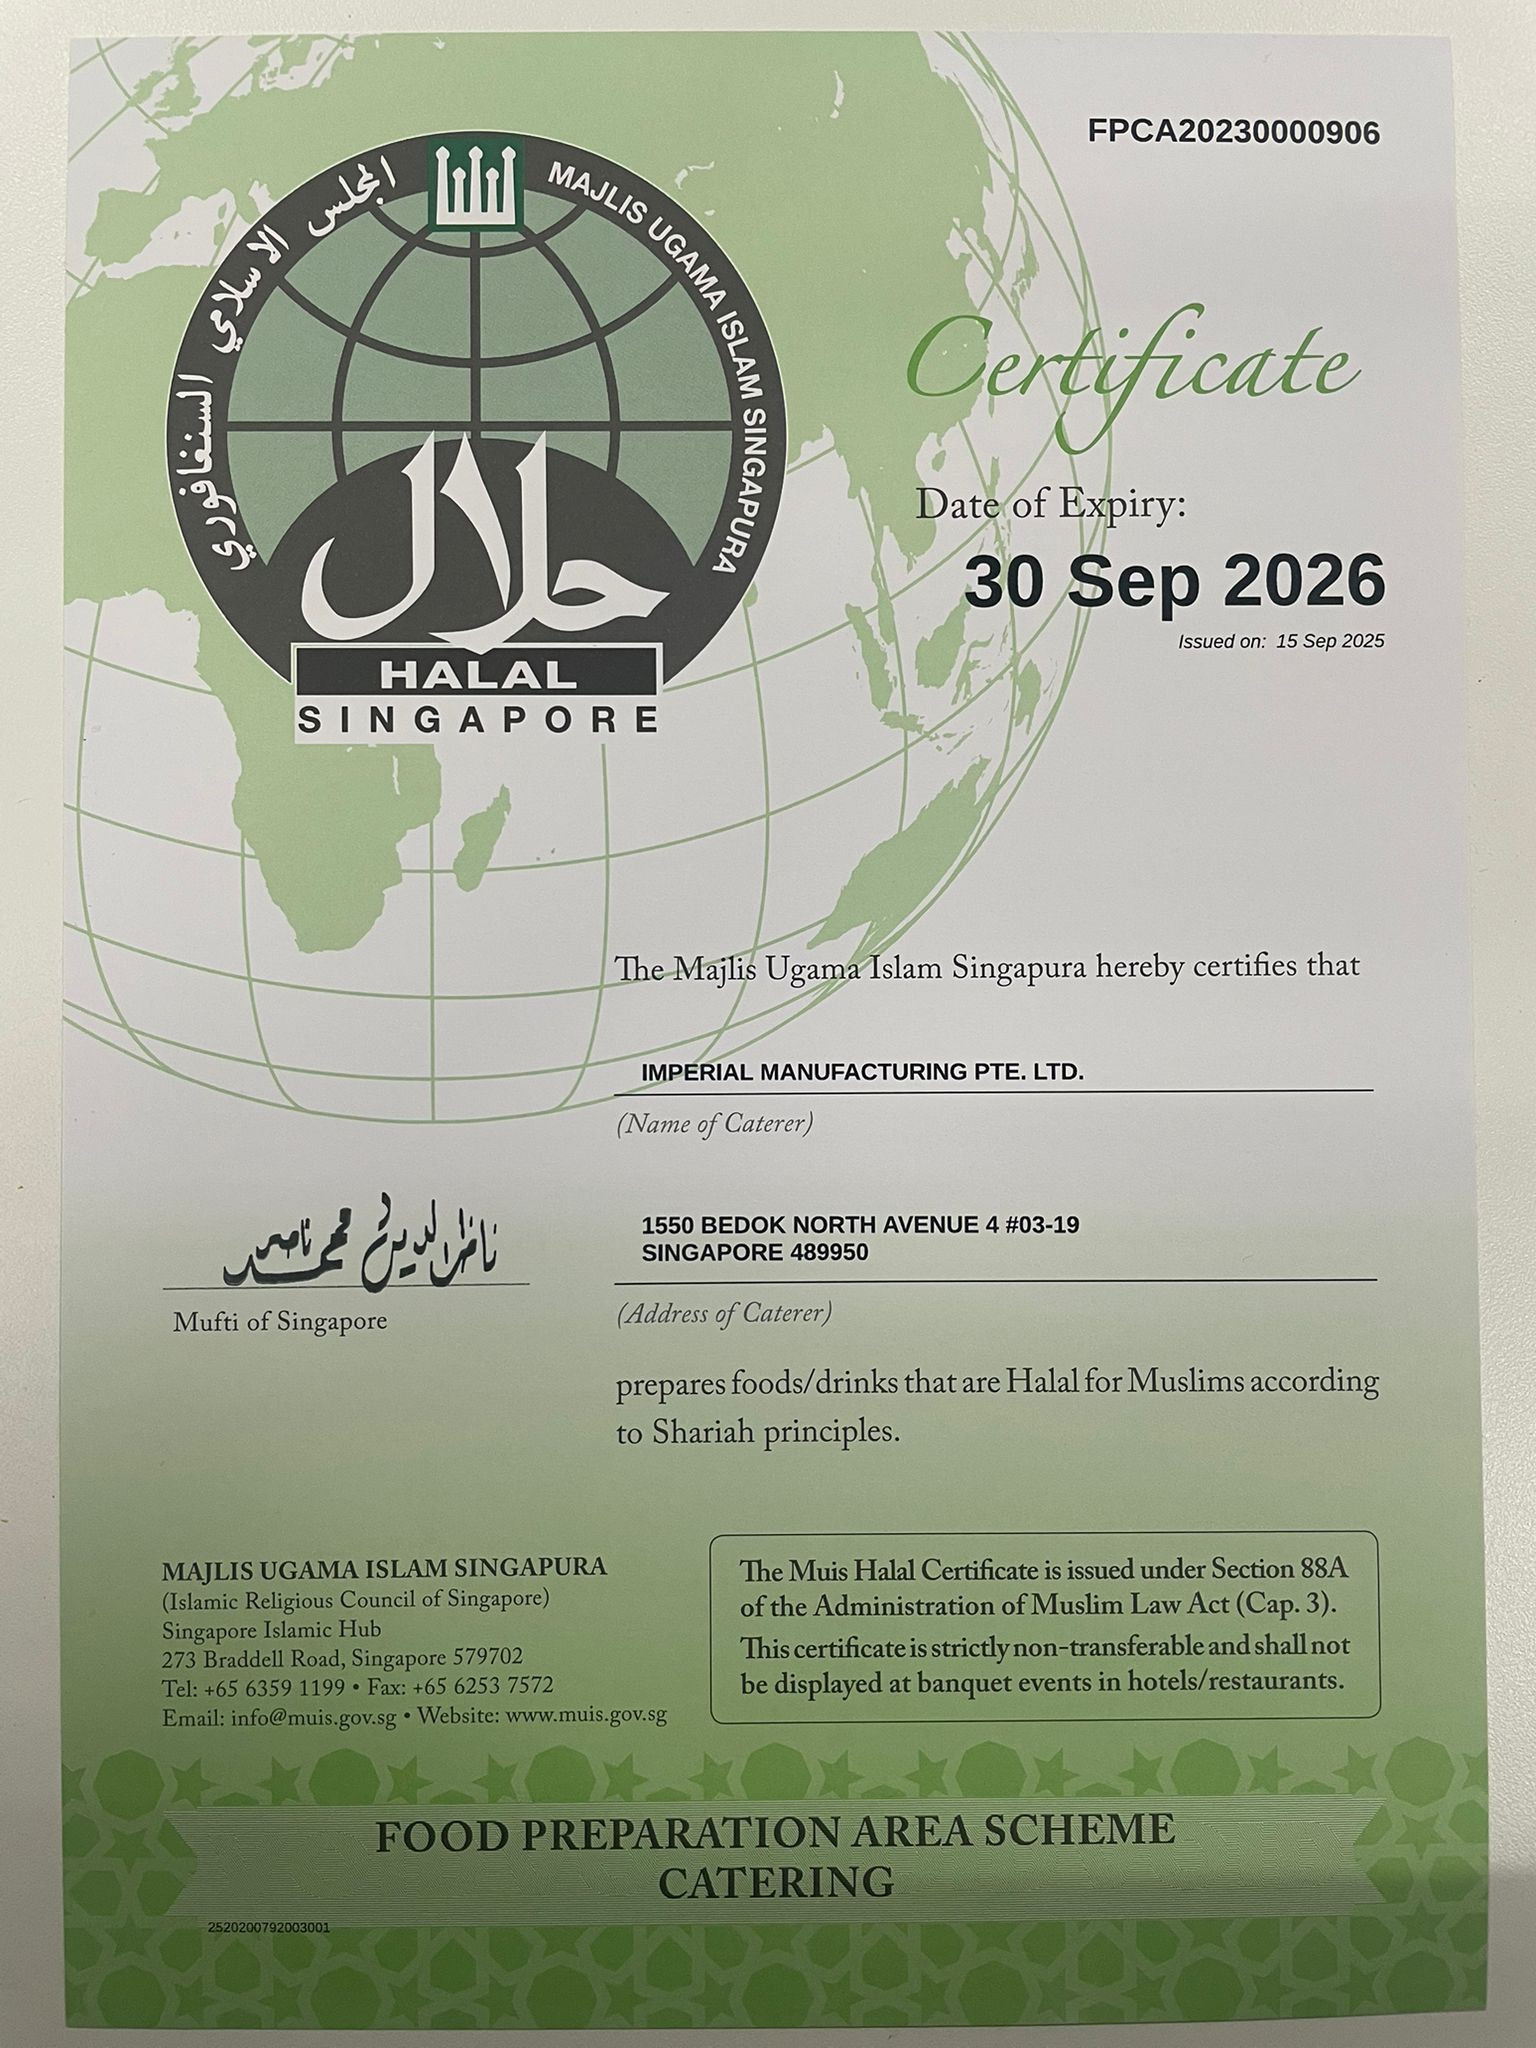 FPCA20230000906
المجلس الاسلامي السنغافوري
MAJLIS UGAMA ISLAM SINGAPURA
حلال
HALAL
SINGAPORE
Certificate
Date of Expiry:
30 Sep 2026
Issued on: 15 Sep 2025
The Majlis Ugama Islam Singapura hereby certifies that
IMPERIAL MANUFACTURING PTE. LTD.
(Name of Caterer)
1550 BEDOK NORTH AVENUE 4 #03-19
SINGAPORE 489950
(Address of Caterer)
Mufti of Singapore
prepares foods/drinks that are Halal for Muslims according
to Shariah principles.
MAJLIS UGAMA ISLAM SINGAPURA
(Islamic Religious Council of Singapore)
Singapore Islamic Hub
273 Braddell Road, Singapore 579702
Tel: +65 6359 1199 • Fax: +65 6253 7572
Email: info@muis.gov.sg • Website: www.muis.gov.sg
The Muis Halal Certificate is issued under Section 88A
of the Administration of Muslim Law Act (Cap. 3).
This certificate is strictly non-transferable and shall not
be displayed at banquet events in hotels/restaurants.
FOOD PREPARATION AREA SCHEME
CATERING
2520200792003001